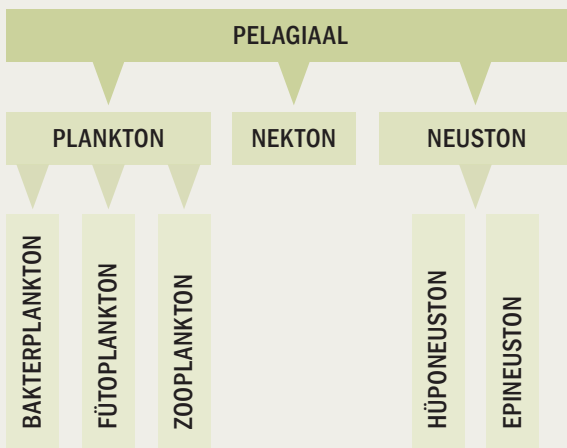 PELAGIAAL
PLANKTON
NEKTON
NEUSTON
BAKTERPLANKTON
FÜTOPLANKTON
ZOOPLANKTON
HÜPONEUSTON
EPINEUSTON